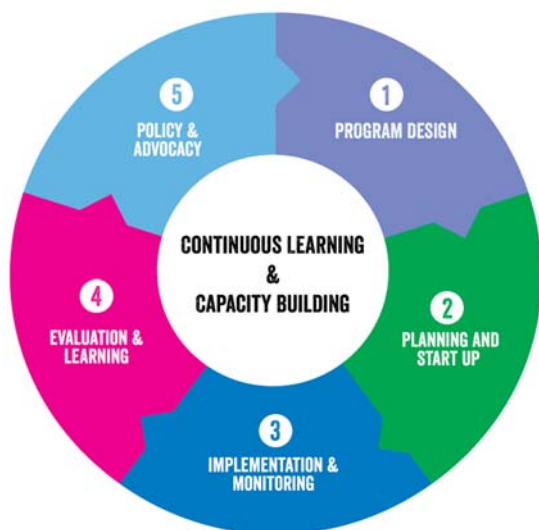 1
PROGRAM DESIGN
2
PLANNING AND
START UP
3
IMPLEMENTATION &
MONITORING
4
EVALUATION &
LEARNING
5
POLICY &
ADVOCACY
CONTINUOUS LEARNING
&
CAPACITY BUILDING